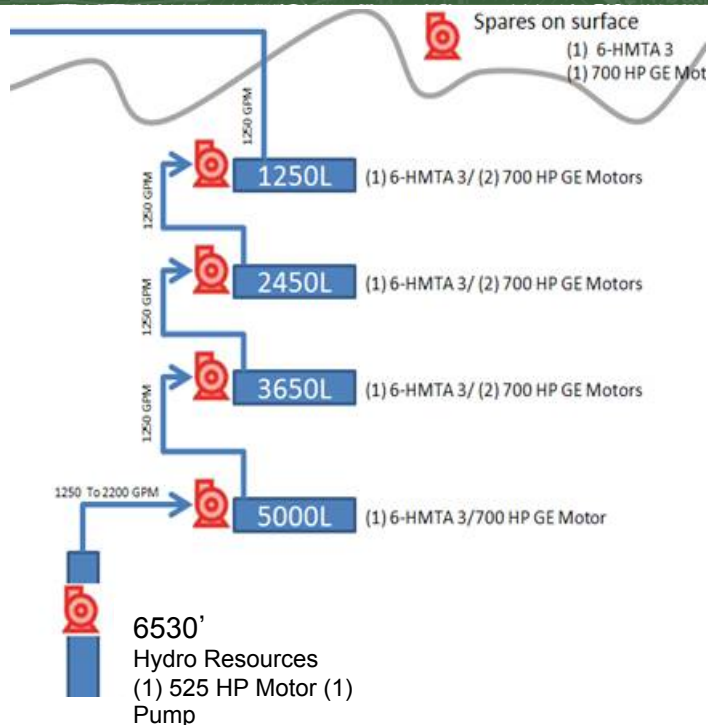 Spares on surface
(1) 6-HMTA 3
(1) 700 HP GE Mot
1250 GPM
1250L (1) 6-HMTA 3/ (2) 700 HP GE Motors
1250 GPM
2450L (1) 6-HMTA 3/ (2) 700 HP GE Motors
1250 GPM
3650L (1) 6-HMTA 3/ (2) 700 HP GE Motors
1250 GPM
1250 To 2200 GPM
5000L (1) 6-HMTA 3/700 HP GE Motor
6530’
Hydro Resources
(1) 525 HP Motor (1)
Pump